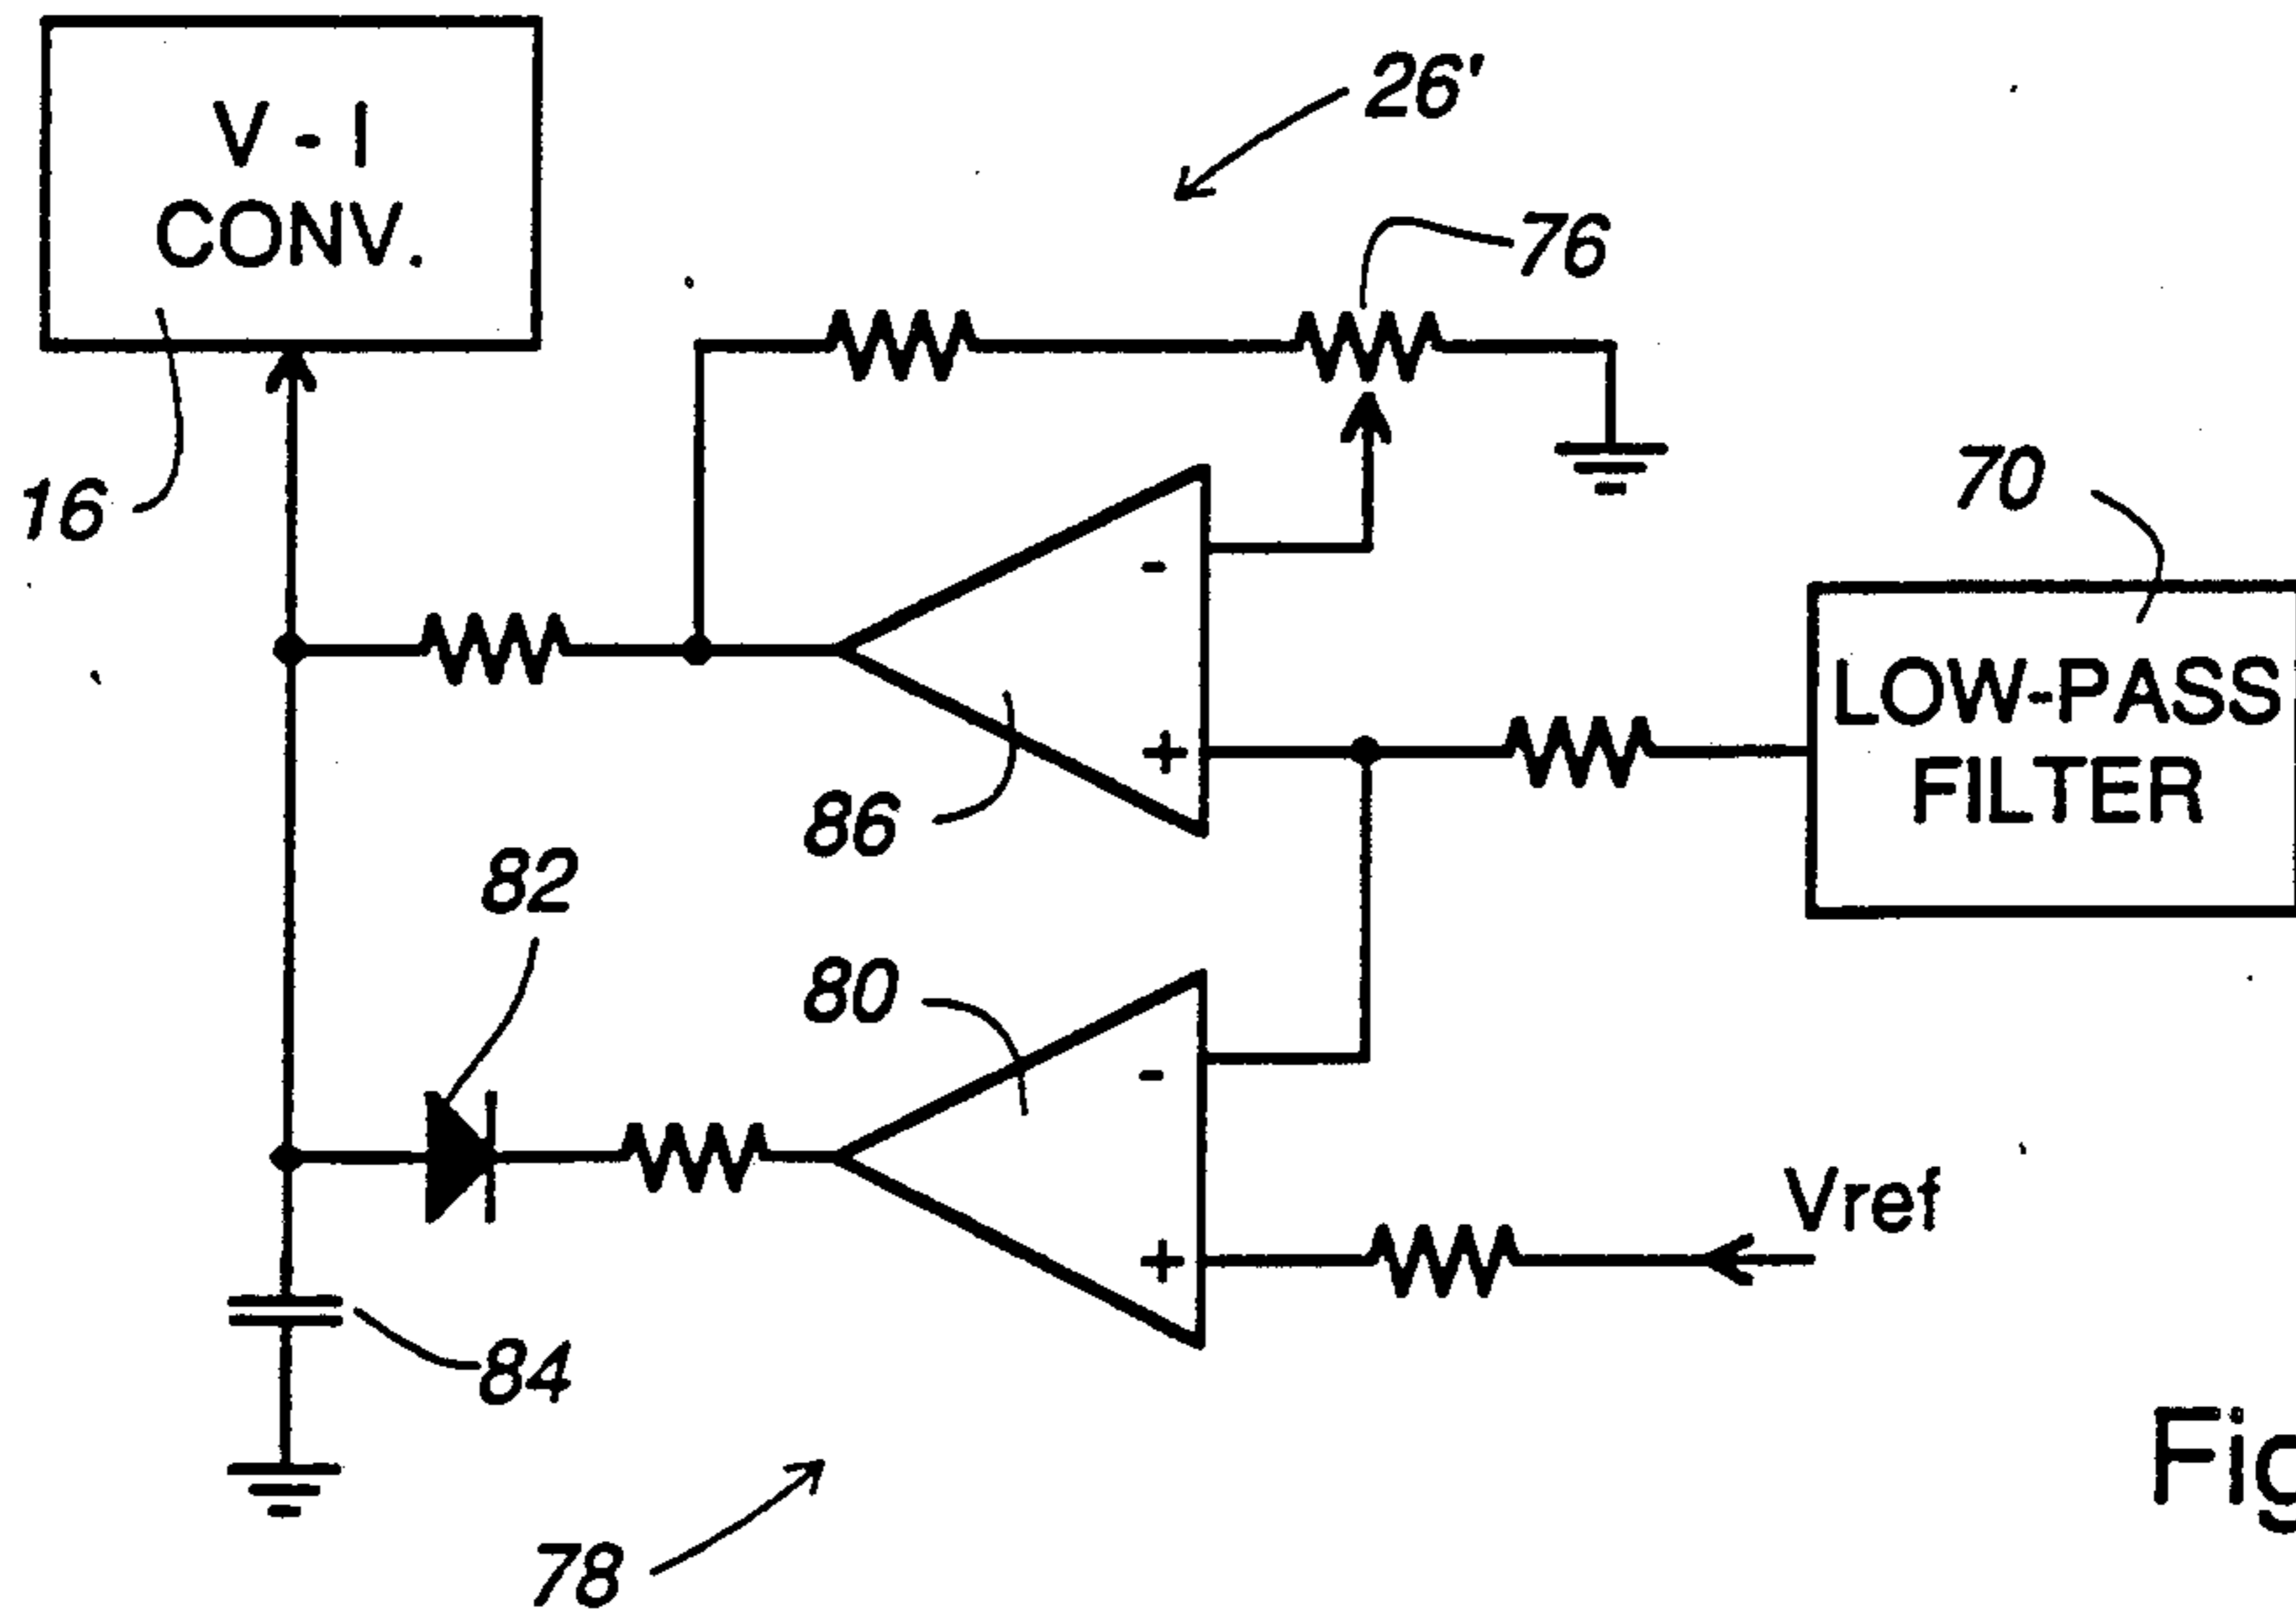 V - I
CONV.
26'
76
16
70
LOW-PASS
FILTER
86
82
80
-
+
-
+
Vref
84
78
Fig